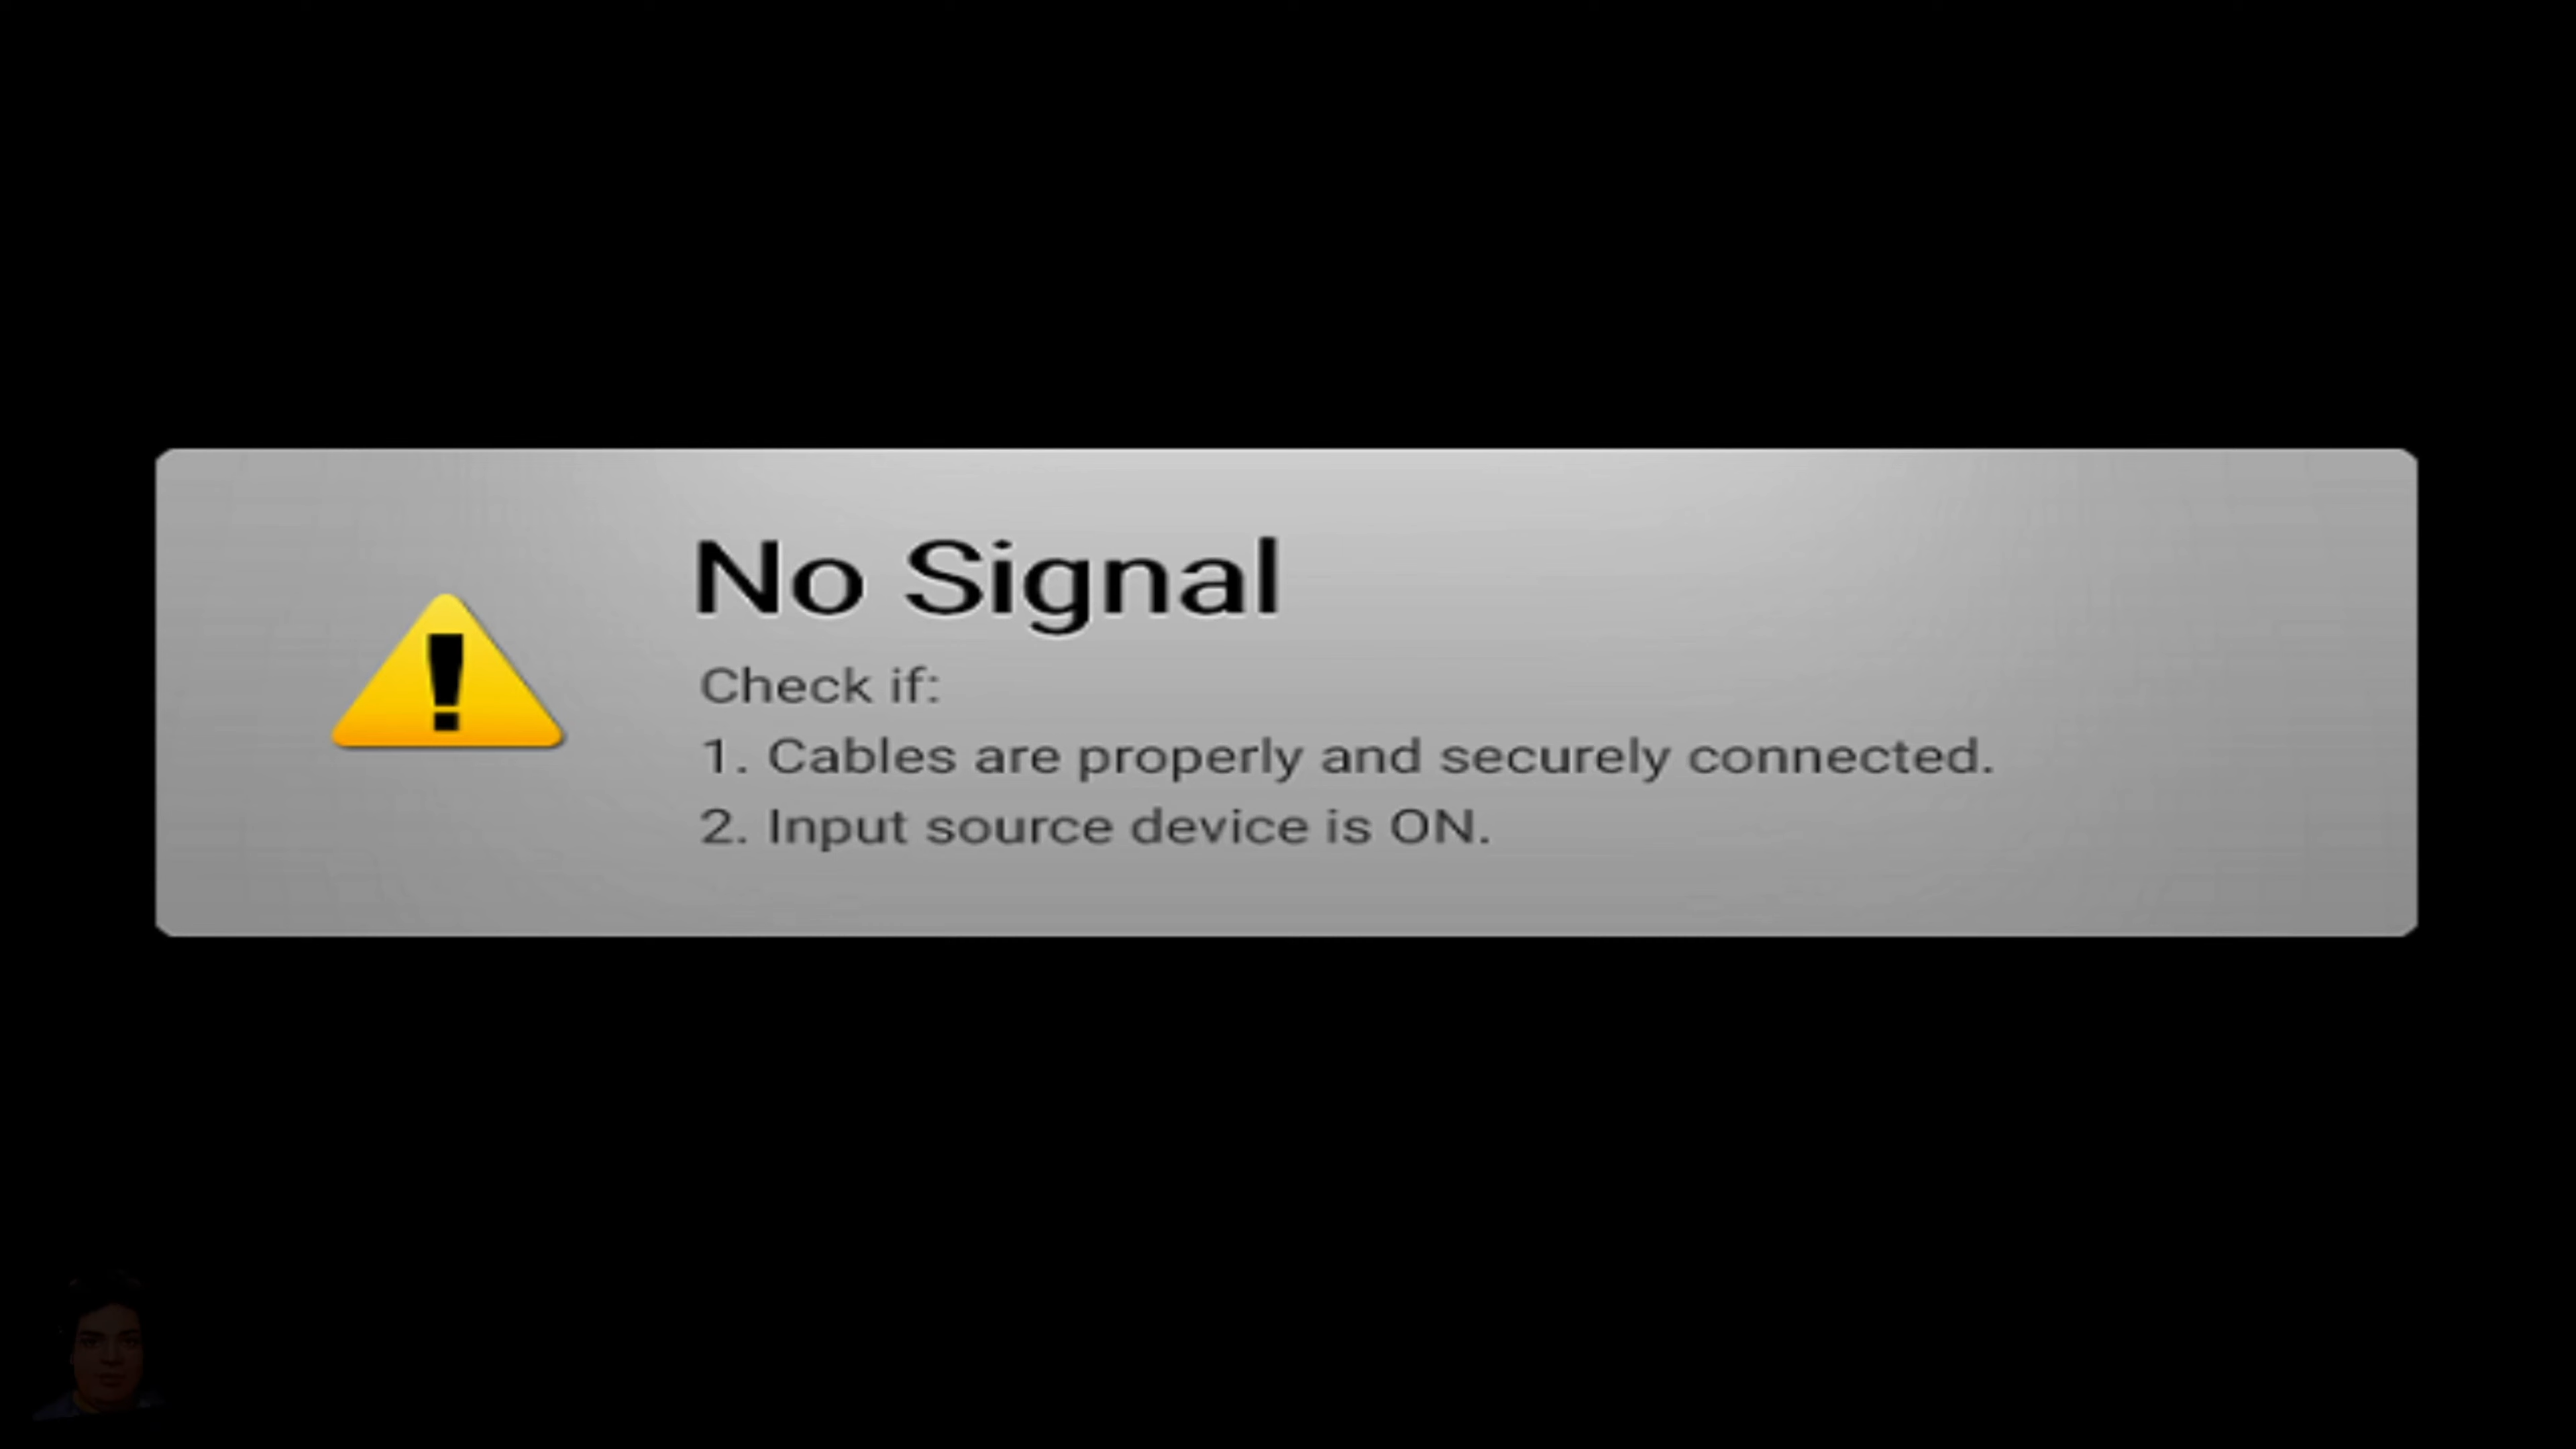 No Signal
Check if:
1. Cables are properly and securely connected.
2. Input source device is ON.